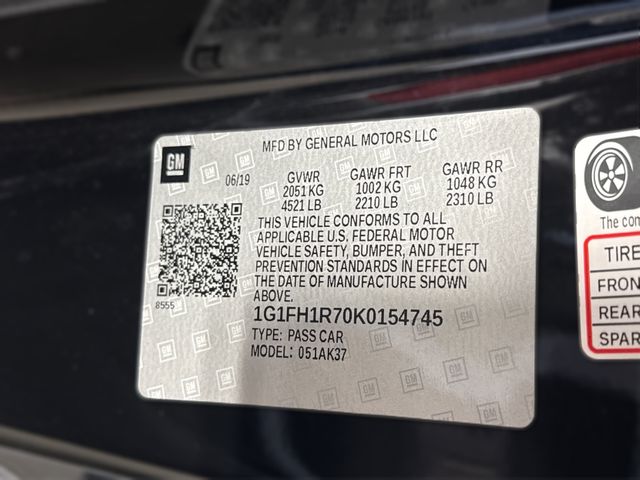 MFD BY GENERAL MOTORS LLC
GM
06/19
GVWR GAWR FRT GAWR RR
2051 KG 1002 KG 1048 KG
4521 LB 2210 LB 2310 LB
THIS VEHICLE CONFORMS TO ALL
APPLICABLE U.S. FEDERAL MOTOR
VEHICLE SAFETY, BUMPER, AND THEFT
PREVENTION STANDARDS IN EFFECT ON
THE DATE OF MANUFACTURE SHOWN
ABOVE.
8555
1G1FH1R70K0154745
TYPE: PASS CAR
MODEL: 051AK37
The
TIRE
REAR